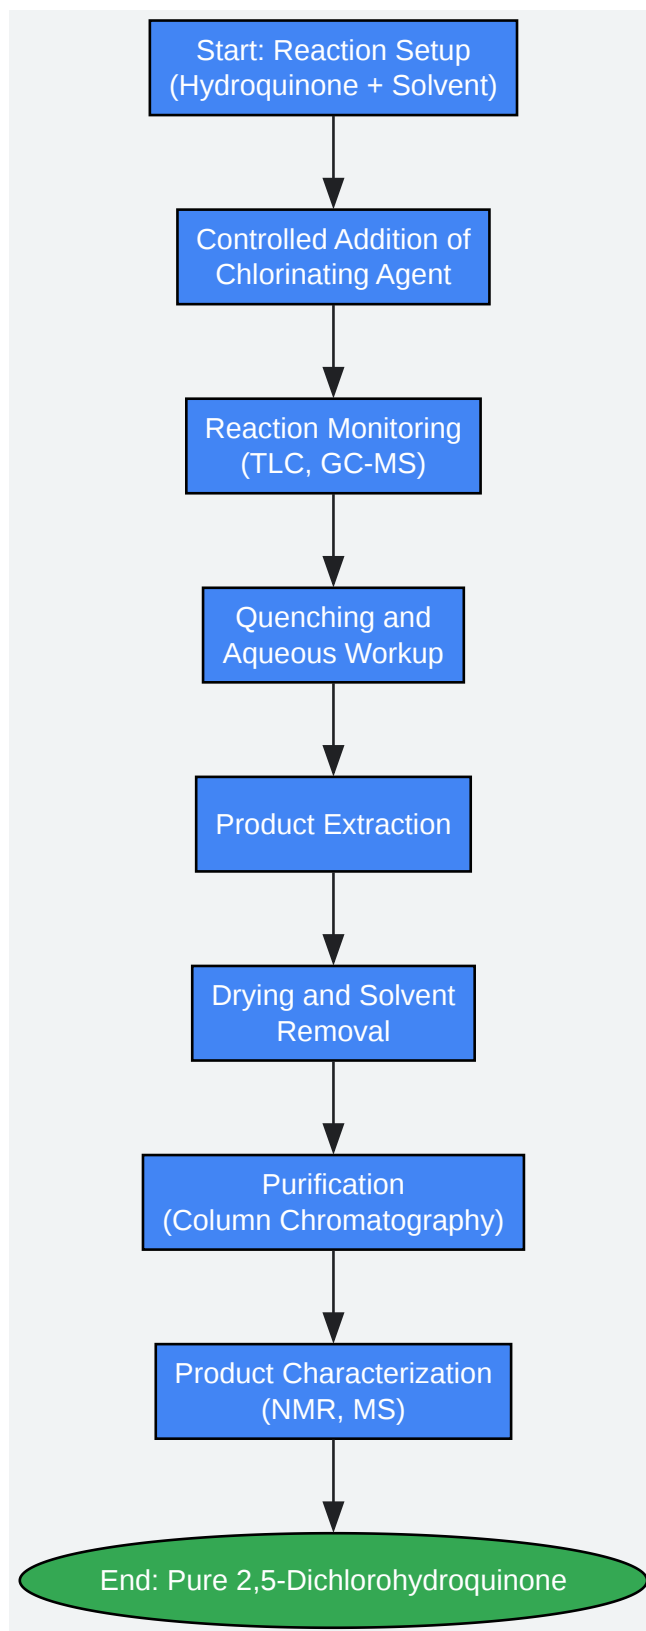 Start: Reaction Setup
(Hydroquinone + Solvent)
Controlled Addition of
Chlorinating Agent
Reaction Monitoring
(TLC, GC-MS)
Quenching and
Aqueous Workup
Product Extraction
Drying and Solvent
Removal
Purification
(Column Chromatography)
Product Characterization
(NMR, MS)
End: Pure 2,5-Dichlorohydroquinone